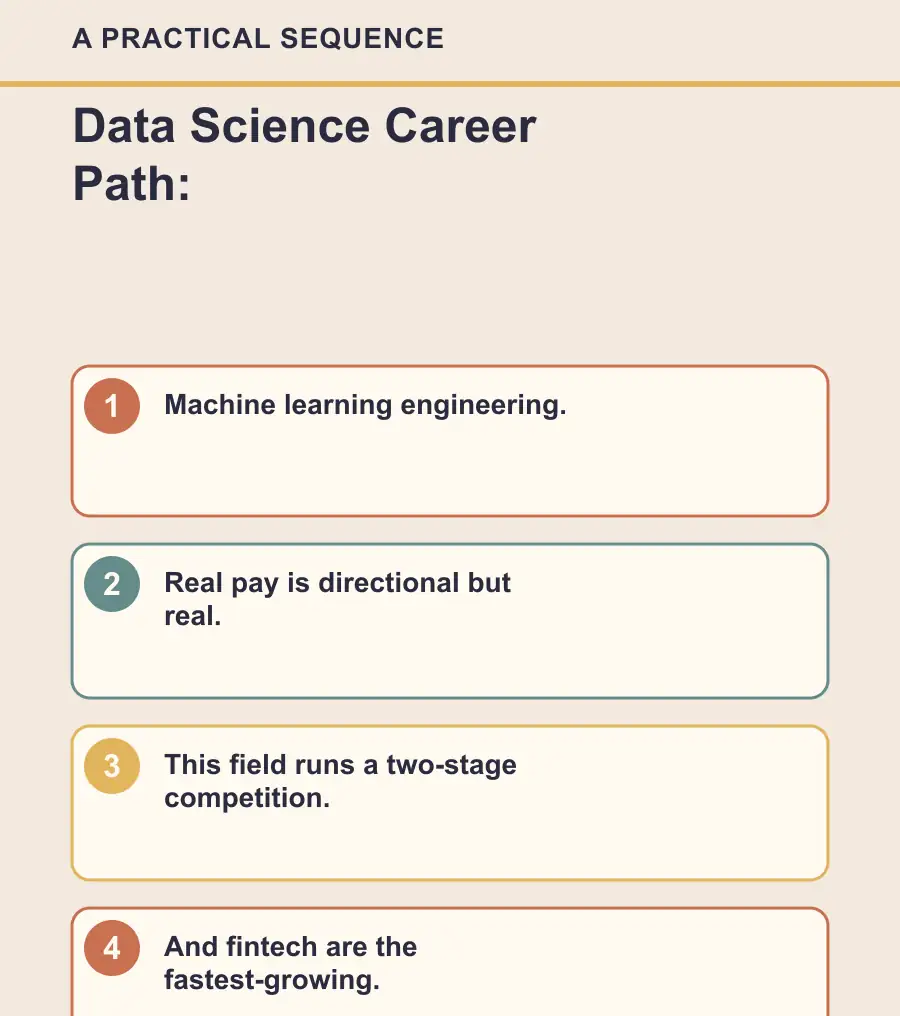 A PRACTICAL SEQUENCE
Data Science Career
Path:
1
Machine learning engineering.
2
Real pay is directional but
real.
3
This field runs a two-stage
competition.
4
And fintech are the
fastest-growing.